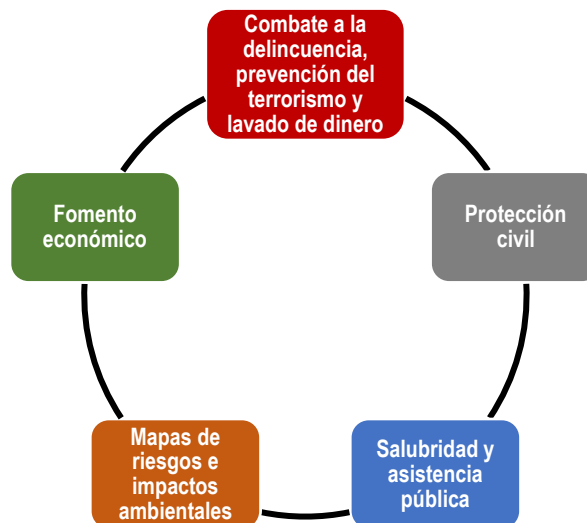 Combate a la
delincuencia,
prevención del
terrorismo y
lavado de dinero
Fomento
económico
Protección
civil
Mapas de
riesgos e
impactos
ambientales
Salubridad y
asistencia
pública